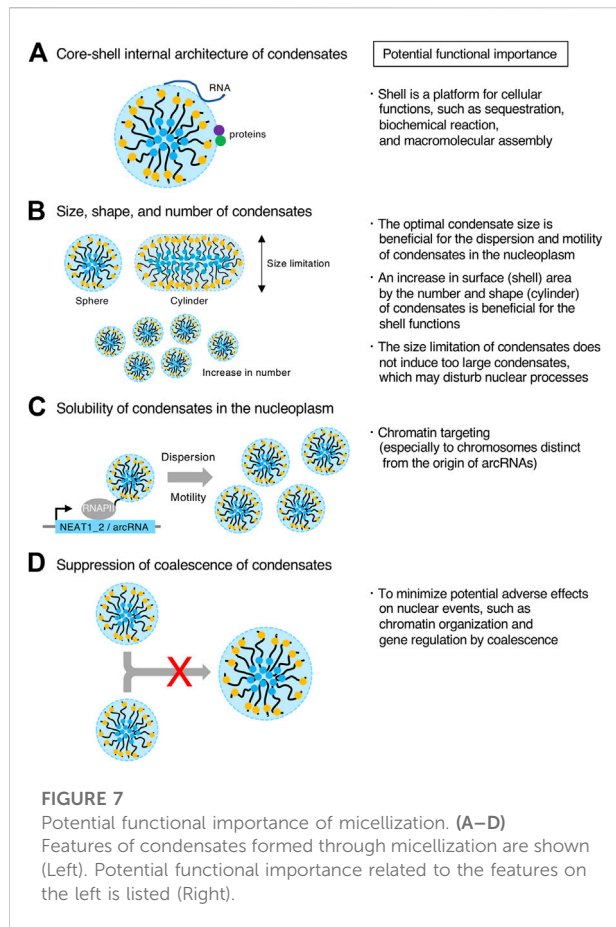 A Core-shell internal architecture of condensates
Potential functional importance
RNA
proteins
· Shell is a platform for cellular
functions, such as sequestration,
biochemical reaction,
and macromolecular assembly
B Size, shape, and number of condensates
Size limitation
Sphere
Cylinder
Increase in number
· The optimal condensate size is
beneficial for the dispersion and motility
of condensates in the nucleoplasm
· An increase in surface (shell) area
by the number and shape (cylinder)
of condensates is beneficial for the
shell functions
· The size limitation of condensates does
not induce too large condensates,
which may disturb nuclear processes
C Solubility of condensates in the nucleoplasm
Dispersion
Motility
RNAPII
NEAT1_2 / arcRNA
· Chromatin targeting
(especially to chromosomes distinct
from the origin of arcRNAs)
D Suppression of coalescence of condensates
X
· To minimize potential adverse effects
on nuclear events, such as
chromatin organization and
gene regulation by coalescence
FIGURE 7
Potential functional importance of micellization. (A–D)
Features of condensates formed through micellization are shown
(Left). Potential functional importance related to the features on
the left is listed (Right).